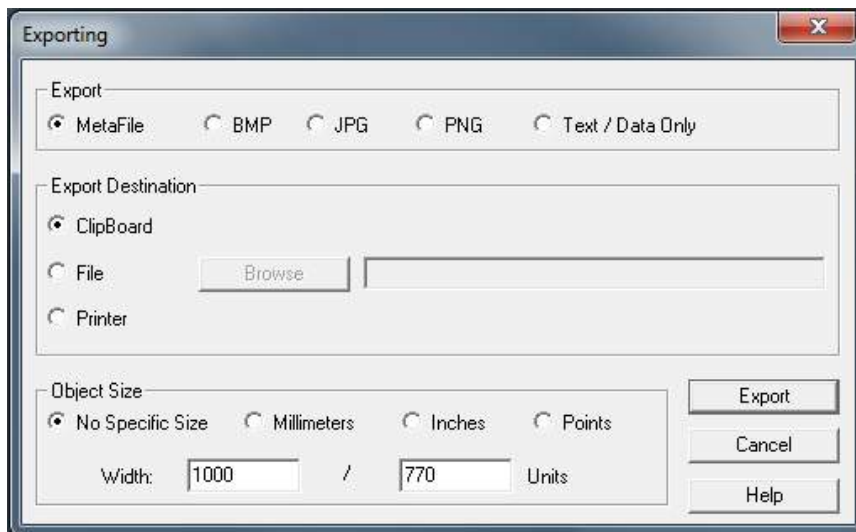 Exporting
Export
MetaFile BMP JPG PNG Text / Data Only
Export Destination
ClipBoard
File Browse
Printer
Object Size
No Specific Size Millimeters Inches Points
Width: 1000 / 770 Units
Export
Cancel
Help